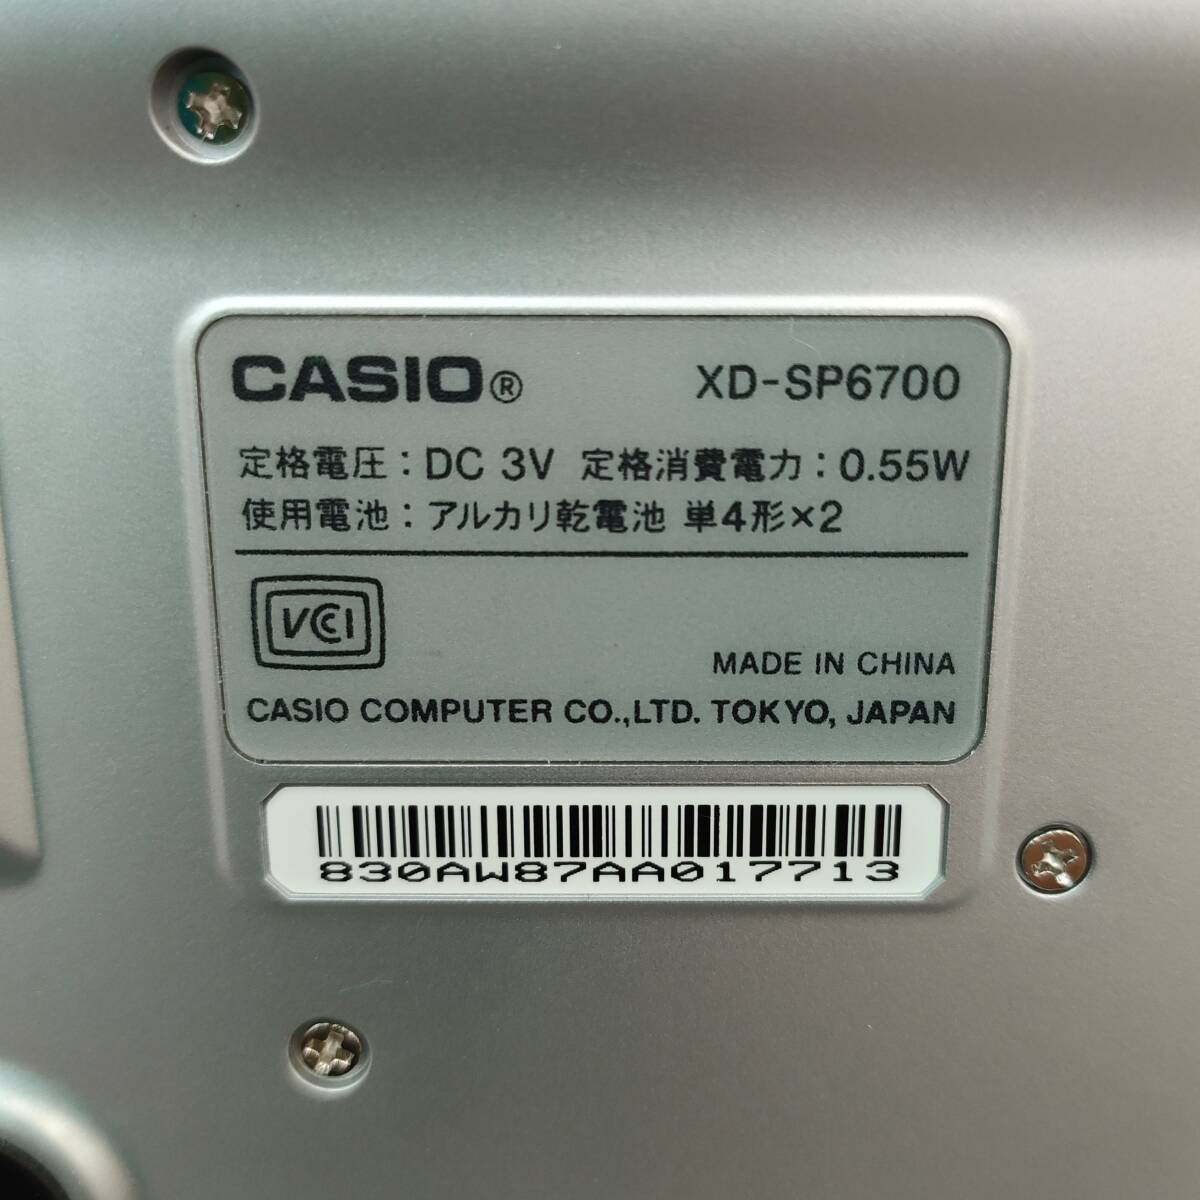 CASIO® XD-SP6700
定格電圧：DC 3V 定格消費電力：0.55W
使用電池：アルカリ乾電池 単4形×2
VCCI
MADE IN CHINA
CASIO COMPUTER CO.,LTD. TOKYO, JAPAN
830AW87AA017713